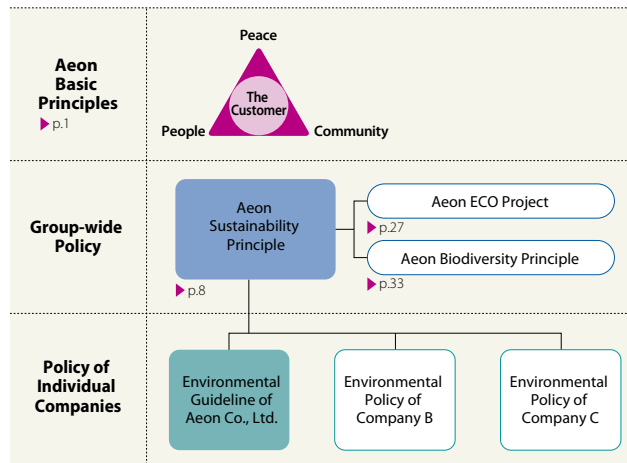 Aeon
Basic
Principles
▶ p.1
Peace
The
Customer
People
Community
Group-wide
Policy
Aeon
Sustainability
Principle
▶ p.8
Aeon ECO Project
▶ p.27
Aeon Biodiversity Principle
▶ p.33
Policy of
Individual
Companies
Environmental
Guideline of
Aeon Co., Ltd.
Environmental
Policy of
Company B
Environmental
Policy of
Company C